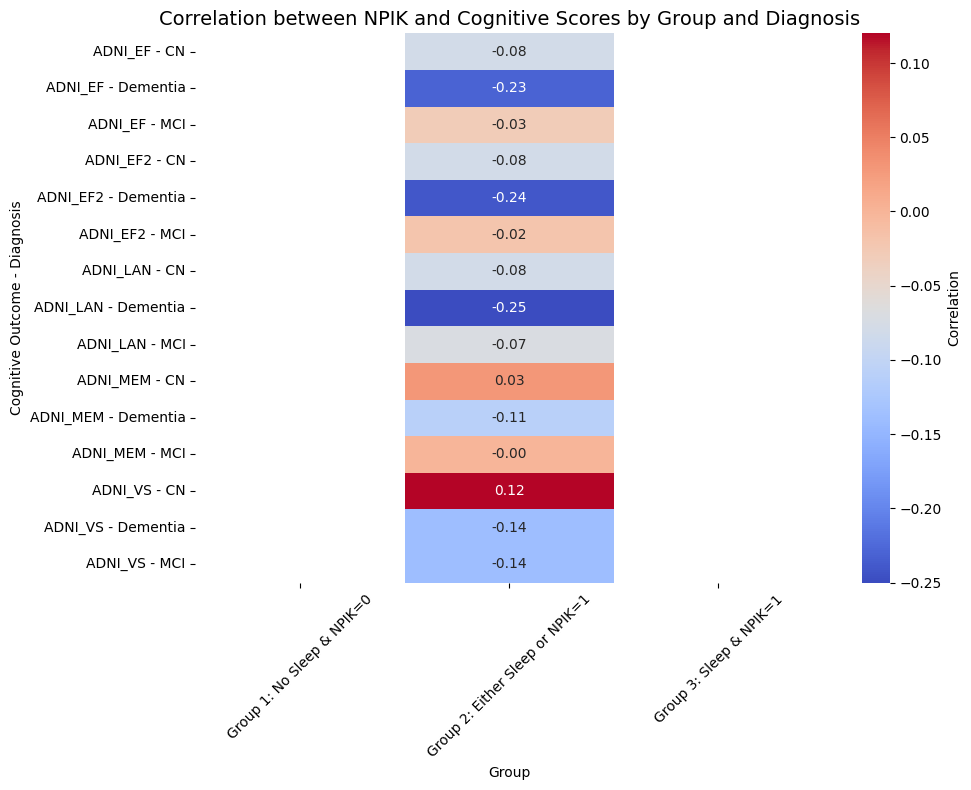 Correlation between NPIK and Cognitive Scores by Group and Diagnosis
Cognitive Outcome - Diagnosis
ADNI_EF - CN
-0.08
ADNI_EF - Dementia
-0.23
ADNI_EF - MCI
-0.03
ADNI_EF2 - CN
-0.08
ADNI_EF2 - Dementia
-0.24
ADNI_EF2 - MCI
-0.02
ADNI_LAN - CN
-0.08
ADNI_LAN - Dementia
-0.25
ADNI_LAN - MCI
-0.07
ADNI_MEM - CN
0.03
ADNI_MEM - Dementia
-0.11
ADNI_MEM - MCI
-0.00
ADNI_VS - CN
0.12
ADNI_VS - Dementia
-0.14
ADNI_VS - MCI
-0.14
Group 1: No Sleep & NPIK=0
Group 2: Either Sleep or NPIK=1
Group 3: Sleep & NPIK=1
Group
0.10
0.05
0.00
−0.05
−0.10
−0.15
−0.20
−0.25
Correlation